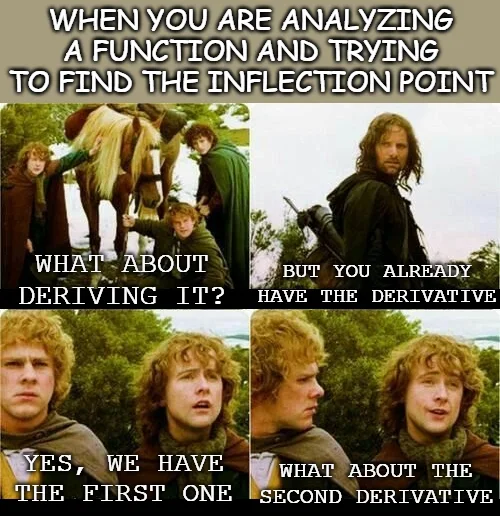 WHEN YOU ARE ANALYZING
A FUNCTION AND TRYING
TO FIND THE INFLECTION POINT
WHAT ABOUT
DERIVING IT?
BUT YOU ALREADY
HAVE THE DERIVATIVE
YES, WE HAVE
THE FIRST ONE
WHAT ABOUT THE
SECOND DERIVATIVE